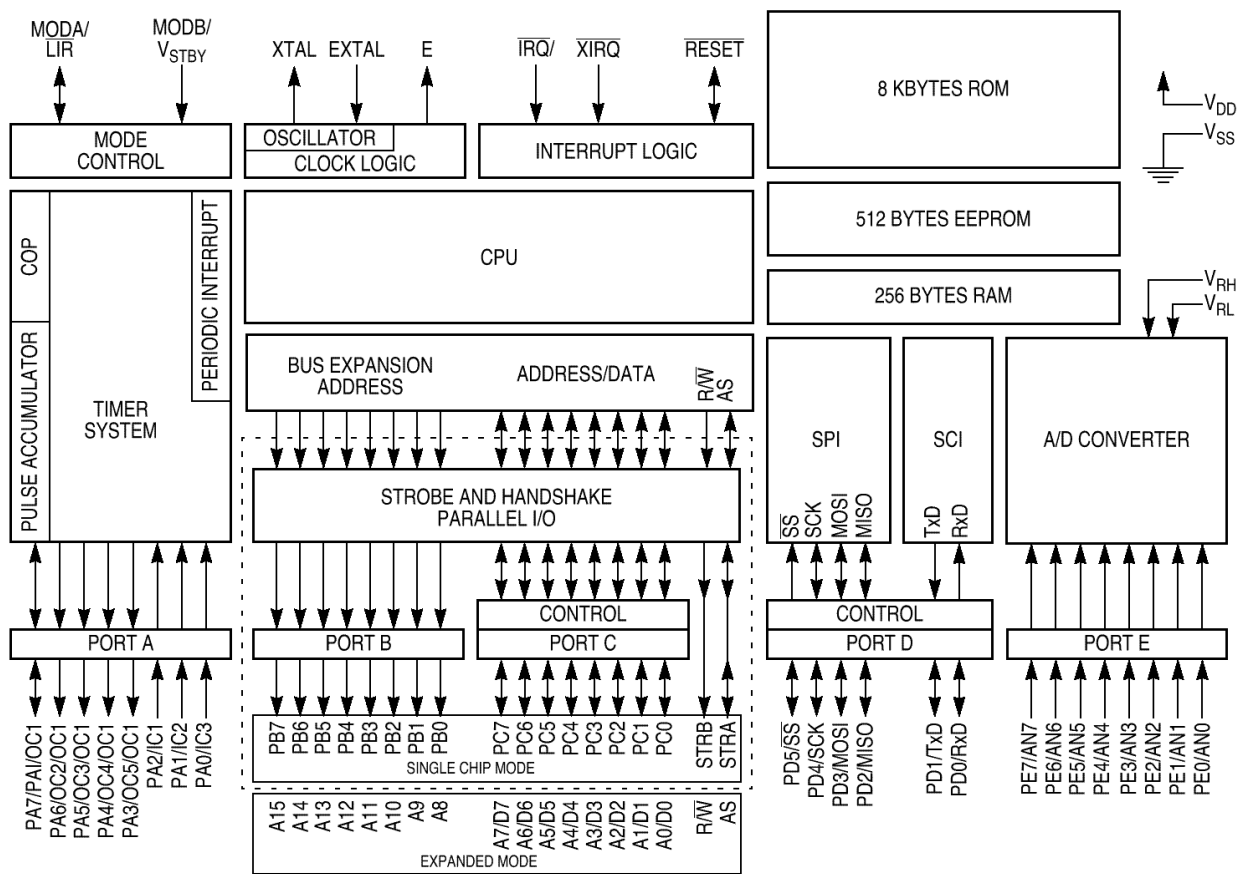 MODA/
L̅I̅R̅
MODB/
VSTBY
XTAL
EXTAL
E
I̅R̅Q̅/
X̅I̅R̅Q̅
R̅E̅S̅E̅T̅
8 KBYTES ROM
VDD
VSS
MODE
CONTROL
OSCILLATOR
CLOCK LOGIC
INTERRUPT LOGIC
COP
PULSE ACCUMULATOR
TIMER
SYSTEM
PERIODIC INTERRUPT
CPU
512 BYTES EEPROM
256 BYTES RAM
VRH
VRL
BUS EXPANSION
ADDRESS
ADDRESS/DATA
R/W̅
AS
STROBE AND HANDSHAKE
PARALLEL I/O
SPI
S̅S̅
SCK
MOSI
MISO
SCI
TxD
RxD
A/D CONVERTER
PORT A
PORT B
CONTROL
PORT C
CONTROL
PORT D
PORT E
PA7/PAI/OC1
PA6/OC2/OC1
PA5/OC3/OC1
PA4/OC4/OC1
PA3/OC5/OC1
PA2/IC1
PA1/IC2
PA0/IC3
PB7
PB6
PB5
PB4
PB3
PB2
PB1
PB0
PC7
PC6
PC5
PC4
PC3
PC2
PC1
PC0
STRB
STRA
SINGLE CHIP MODE
A15
A14
A13
A12
A11
A10
A9
A8
A7/D7
A6/D6
A5/D5
A4/D4
A3/D3
A2/D2
A1/D1
A0/D0
R/W̅
AS
EXPANDED MODE
PD5/S̅S̅
PD4/SCK
PD3/MOSI
PD2/MISO
PD1/TxD
PD0/RxD
PE7/AN7
PE6/AN6
PE5/AN5
PE4/AN4
PE3/AN3
PE2/AN2
PE1/AN1
PE0/AN0